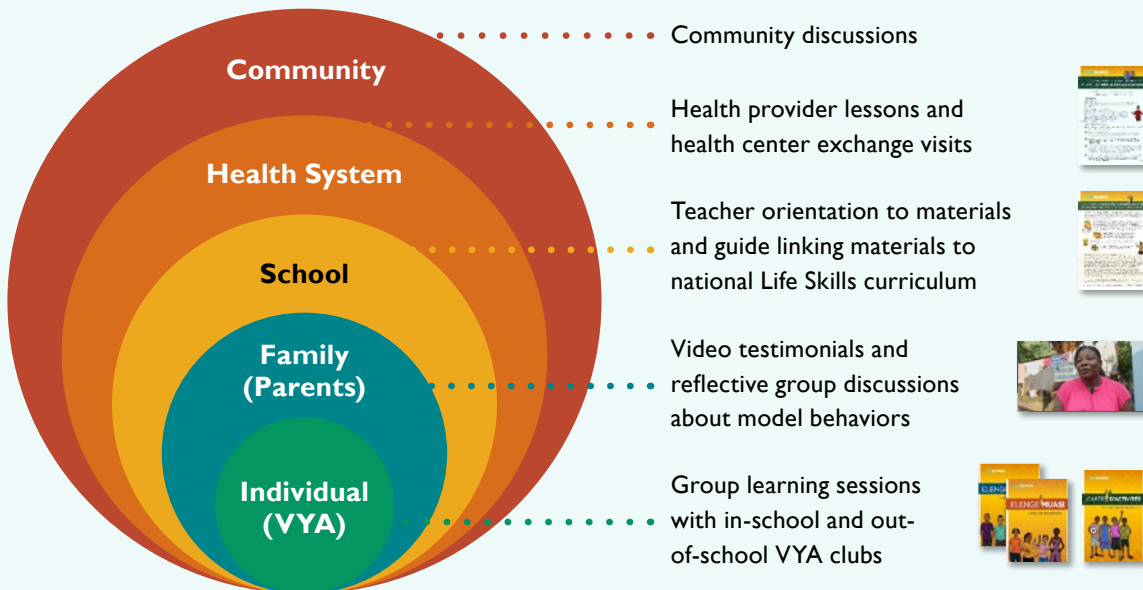 Community
Health System
School
Family
(Parents)
Individual
(VYA)
Community discussions
Health provider lessons and
health center exchange visits
Teacher orientation to materials
and guide linking materials to
national Life Skills curriculum
Video testimonials and
reflective group discussions
about model behaviors
Group learning sessions
with in-school and out-
of-school VYA clubs
ELENGE MUASI